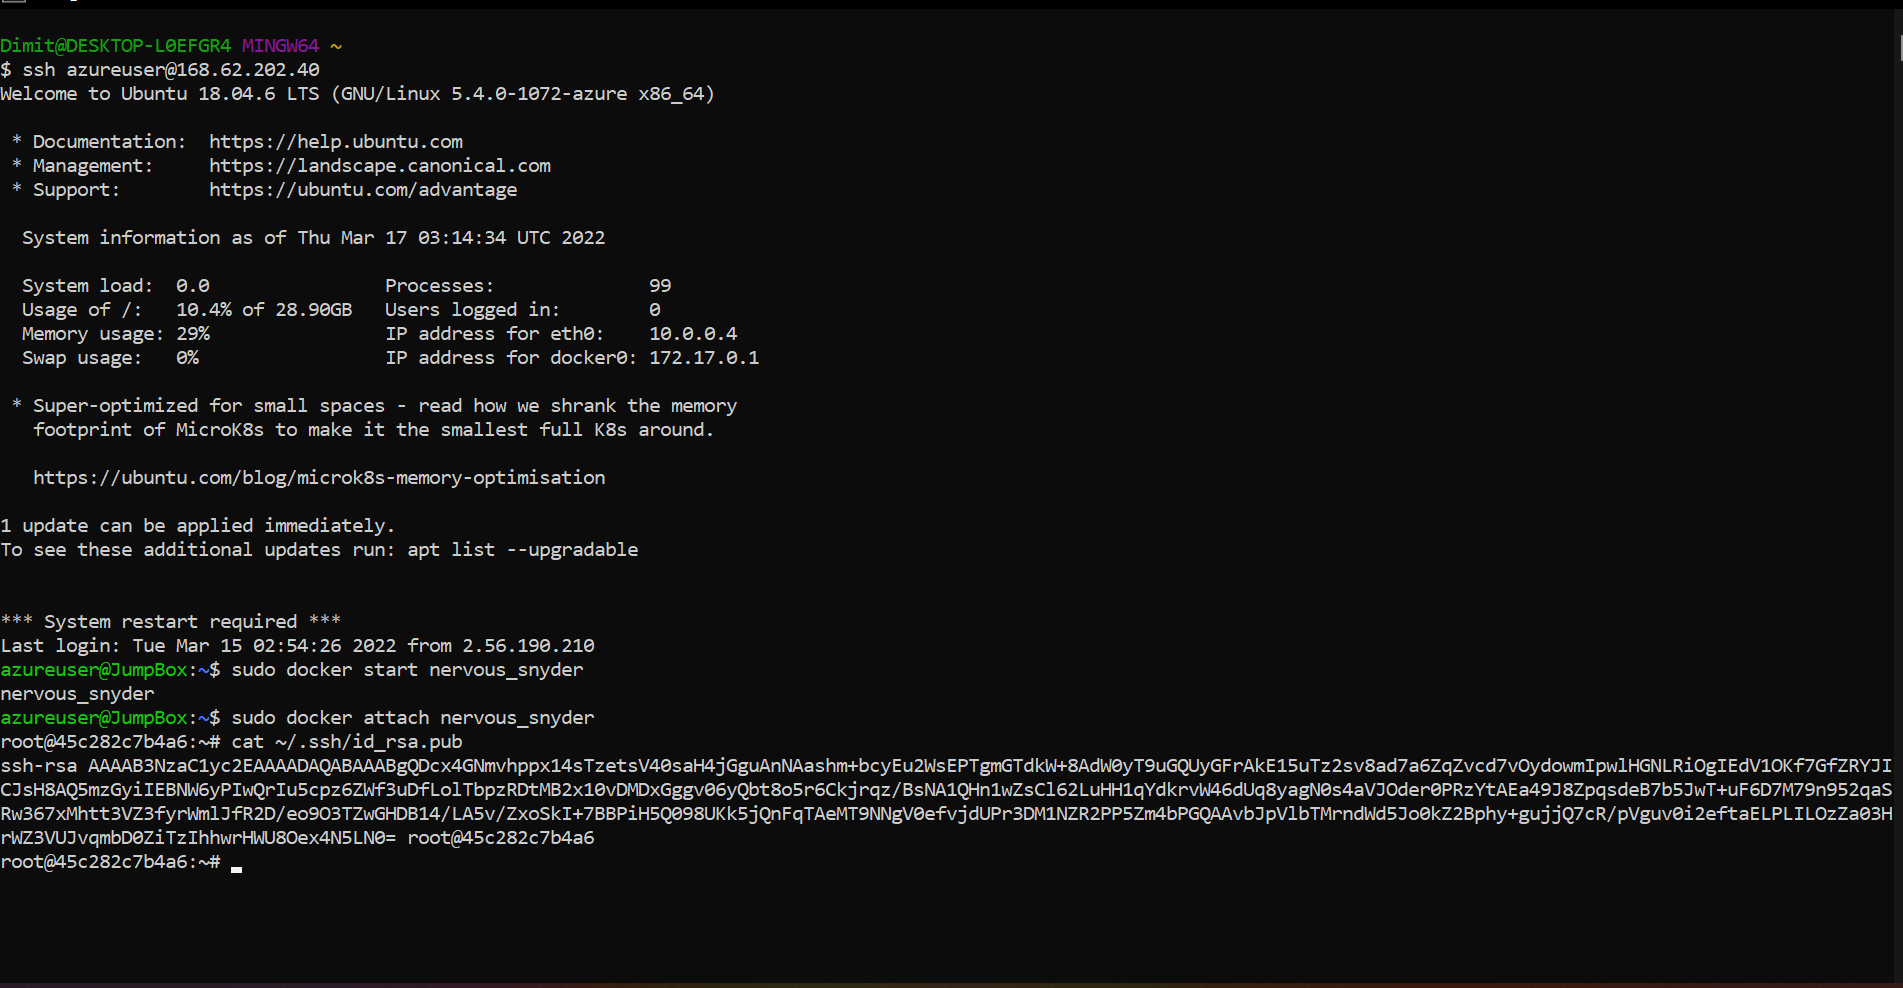 Dimit@DESKTOP-L0EFGR4 MINGW64 ~
$ ssh azureuser@168.62.202.40
Welcome to Ubuntu 18.04.6 LTS (GNU/Linux 5.4.0-1072-azure x86_64)
* Documentation:  https://help.ubuntu.com
* Management:     https://landscape.canonical.com
* Support:        https://ubuntu.com/advantage
System information as of Thu Mar 17 03:14:34 UTC 2022
System load:  0.0                Processes:              99
Usage of /:   10.4% of 28.90GB   Users logged in:        0
Memory usage: 29%                IP address for eth0:    10.0.0.4
Swap usage:   0%                 IP address for docker0: 172.17.0.1
* Super-optimized for small spaces - read how we shrank the memory
footprint of MicroK8s to make it the smallest full K8s around.
https://ubuntu.com/blog/microk8s-memory-optimisation
1 update can be applied immediately.
To see these additional updates run: apt list --upgradable
*** System restart required ***
Last login: Tue Mar 15 02:54:26 2022 from 2.56.190.210
azureuser@JumpBox:~$ sudo docker start nervous_snyder
nervous_snyder
azureuser@JumpBox:~$ sudo docker attach nervous_snyder
root@45c282c7b4a6:~# cat ~/.ssh/id_rsa.pub
ssh-rsa AAAAB3NzaC1yc2EAAAADAQABAAABgQDcx4GNmvhppx14sTzetsV40saH4jGguAnNAashm+bcyEu2WsEPTgmGTdkW+8AdW0yT9uGQUyGFrAkE15uTz2sv8ad7a6ZqZvcd7vOydowmIpwlHGNLRiOgIEdV1OKf7GfZRYJI
CJsH8AQ5mzGyiIEBNW6yPIwQrIu5cpz6ZWf3uDfLolTbpzRDtMB2x10vDMDxGggv06yQbt8o5r6Ckjrqz/BsNA1QHn1wZsCl62LuHH1qYdkrvW46dUq8yagN0s4aVJOder0PRzYtAEa49J8ZpqsdeB7b5JwT+uF6D7M79n952qaS
Rw367xMhtt3VZ3fyrWmlJfR2D/eo9O3TZwGHDB14/LA5v/ZxoSkI+7BBPiH5Q098UKk5jQnFqTAeMT9NNgV0efvjdUPr3DM1NZR2PP5Zm4bPGQAAvbJpVlbTMrndWd5Jo0kZ2Bphy+gujjQ7cR/pVguv0i2eftaELPLILOzZa03H
rWZ3VUJvqmbD0ZiTzIhhwrHWU8Oex4N5LN0= root@45c282c7b4a6
root@45c282c7b4a6:~#